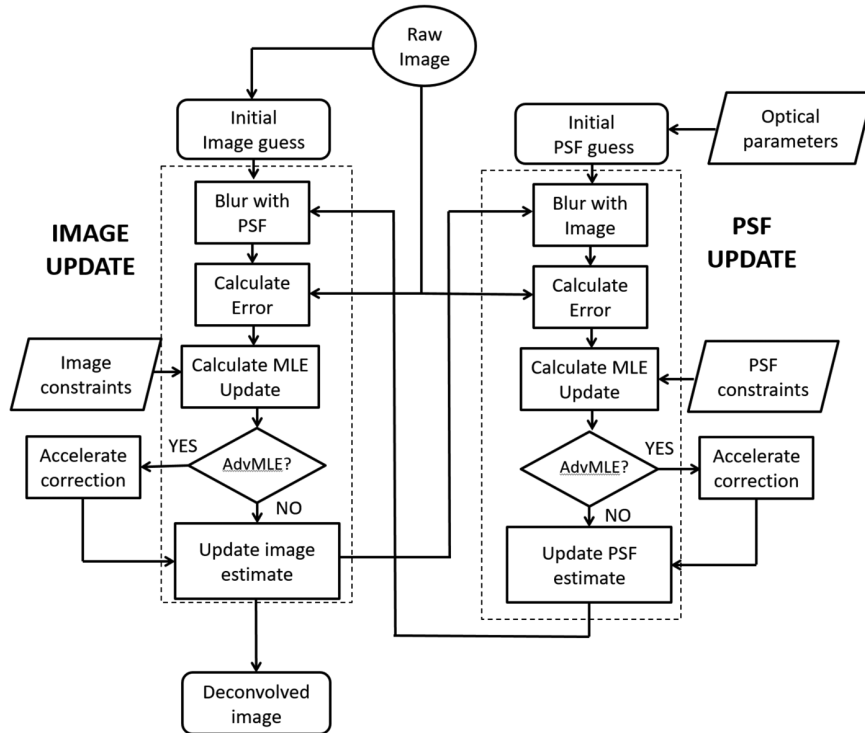 Raw
Image
Initial
Image guess
Initial
PSF guess
Optical
parameters
IMAGE
UPDATE
Blur with
PSF
Blur with
Image
PSF
UPDATE
Calculate
Error
Calculate
Error
Image
constraints
Calculate MLE
Update
Calculate MLE
Update
PSF
constraints
Accelerate
correction
YES
AdvMLE?
NO
AdvMLE?
YES
NO
Accelerate
correction
Update image
estimate
Update PSF
estimate
Deconvolved
image